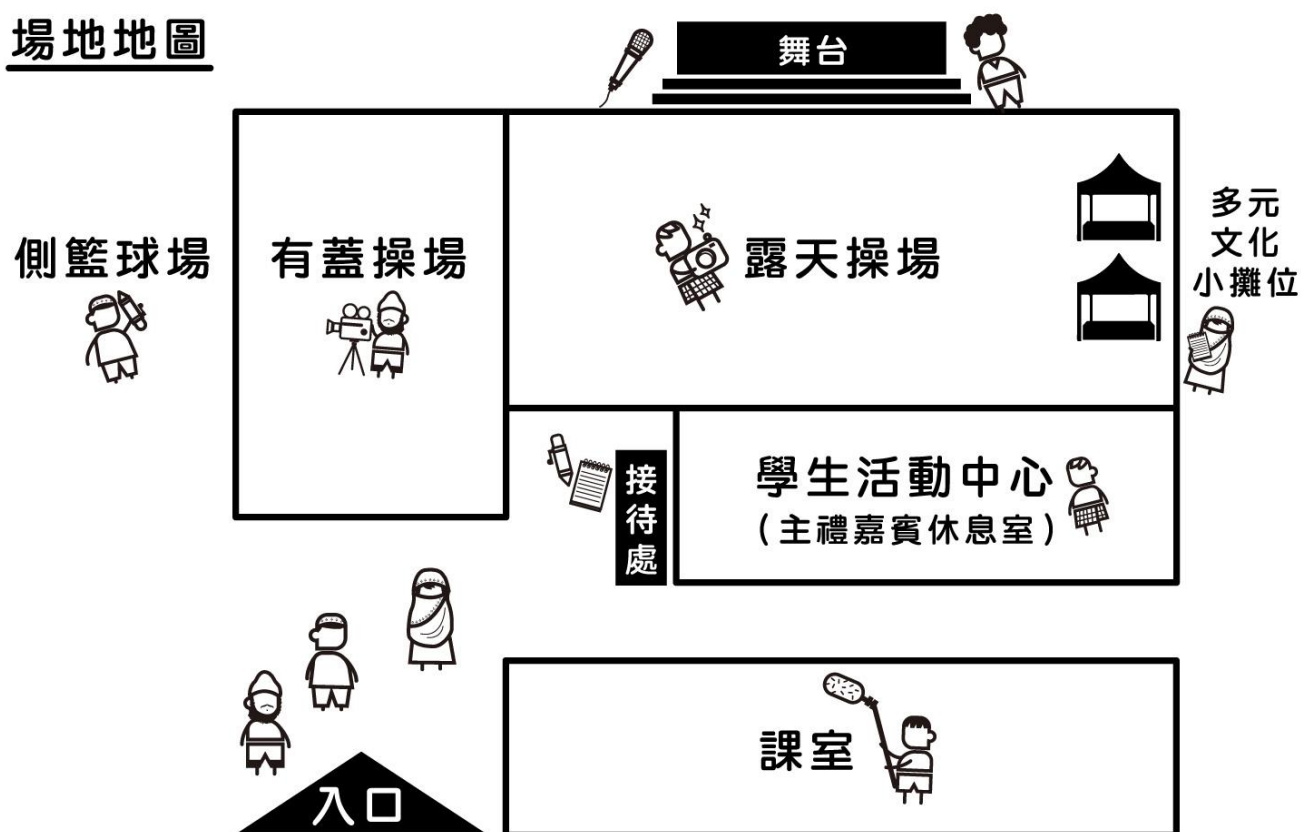 場地地圖
舞台
側籃球場
有蓋操場
露天操場
多元
文化
小攤位
接待處
學生活動中心
（主禮嘉賓休息室）
課室
入口